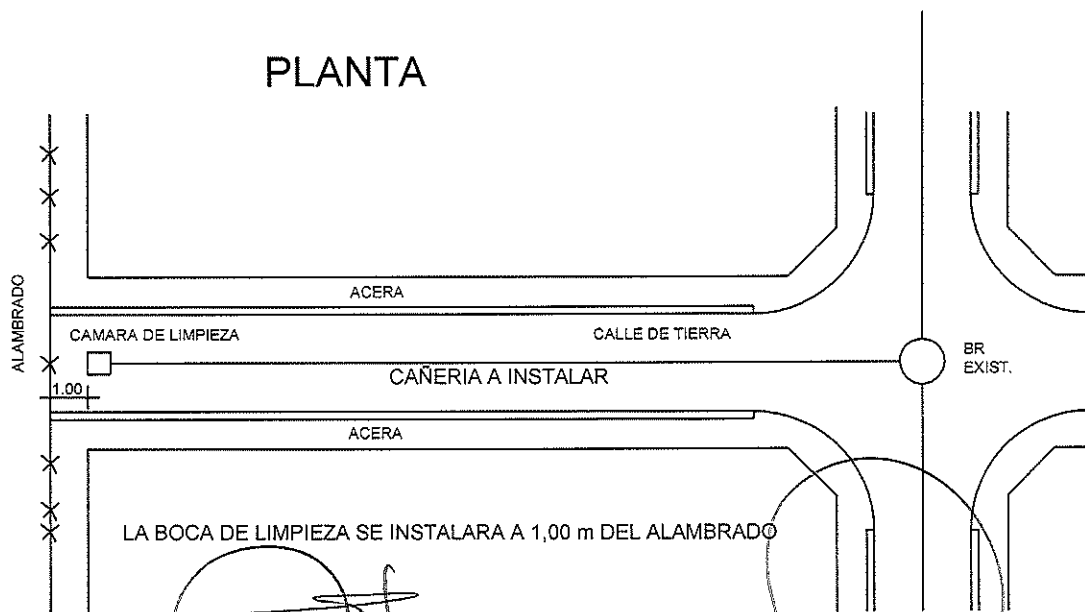 PLANTA
ALAMBRADO
ACERA
CAMARA DE LIMPIEZA
CALLE DE TIERRA
BR
EXIST.
CAÑERIA A INSTALAR
1.00
ACERA
LA BOCA DE LIMPIEZA SE INSTALARA A 1,00 m DEL ALAMBRADO